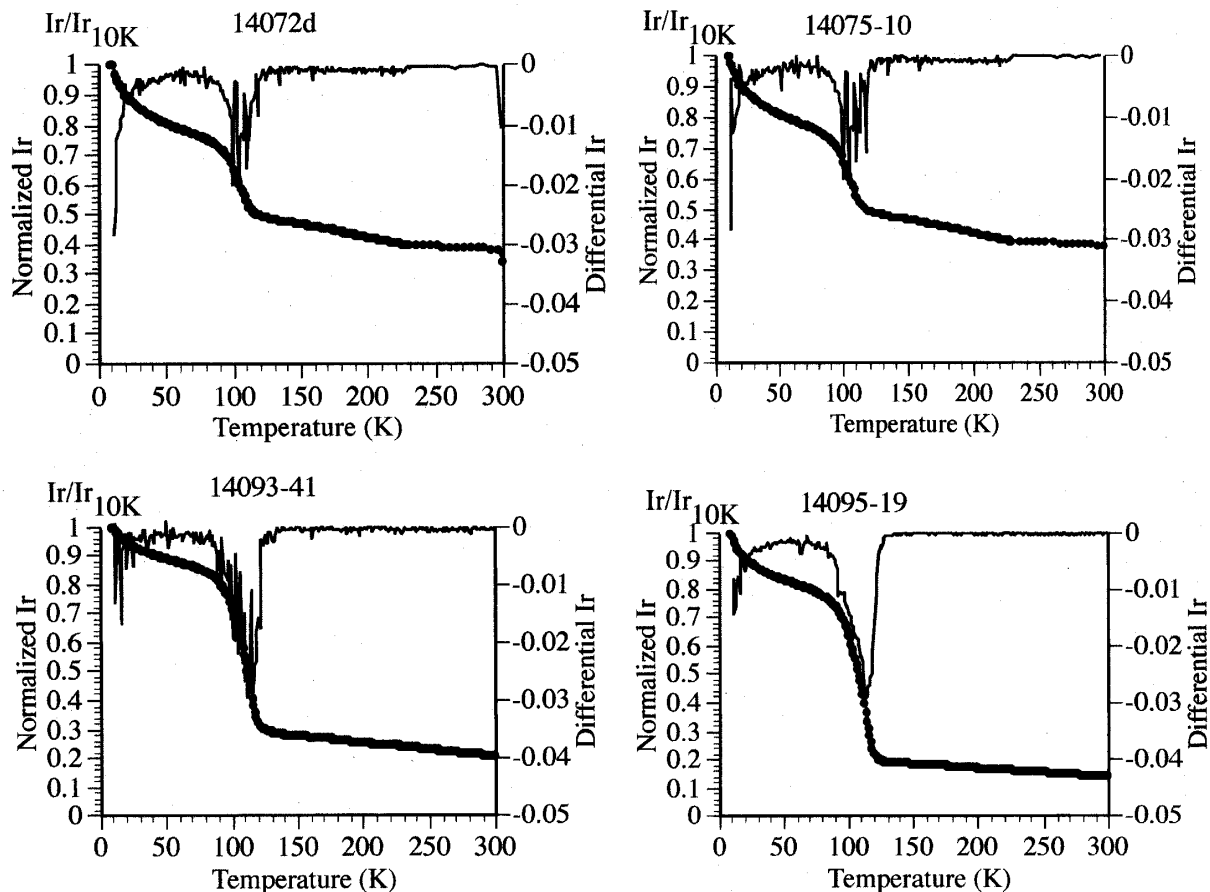 Ir/Ir10K 14072d
1 0
0.9
0.8 -0.01
0.7
0.6 -0.02
0.5
0.4 -0.03
0.3
0.2 -0.04
0.1
0 -0.05
Normalized Ir
Differential Ir
0 50 100 150 200 250 300
Temperature (K)
Ir/Ir10K 14075-10
1 0
0.9
0.8 -0.01
0.7
0.6 -0.02
0.5
0.4 -0.03
0.3
0.2 -0.04
0.1
0 -0.05
Normalized Ir
Differential Ir
0 50 100 150 200 250 300
Temperature (K)
Ir/Ir10K 14093-41
1 0
0.9
0.8 -0.01
0.7
0.6 -0.02
0.5
0.4 -0.03
0.3
0.2 -0.04
0.1
0 -0.05
Normalized Ir
Differential Ir
0 50 100 150 200 250 300
Temperature (K)
Ir/Ir10K 14095-19
1 0
0.9
0.8 -0.01
0.7
0.6 -0.02
0.5
0.4 -0.03
0.3
0.2 -0.04
0.1
0 -0.05
Normalized Ir
Differential Ir
0 50 100 150 200 250 300
Temperature (K)